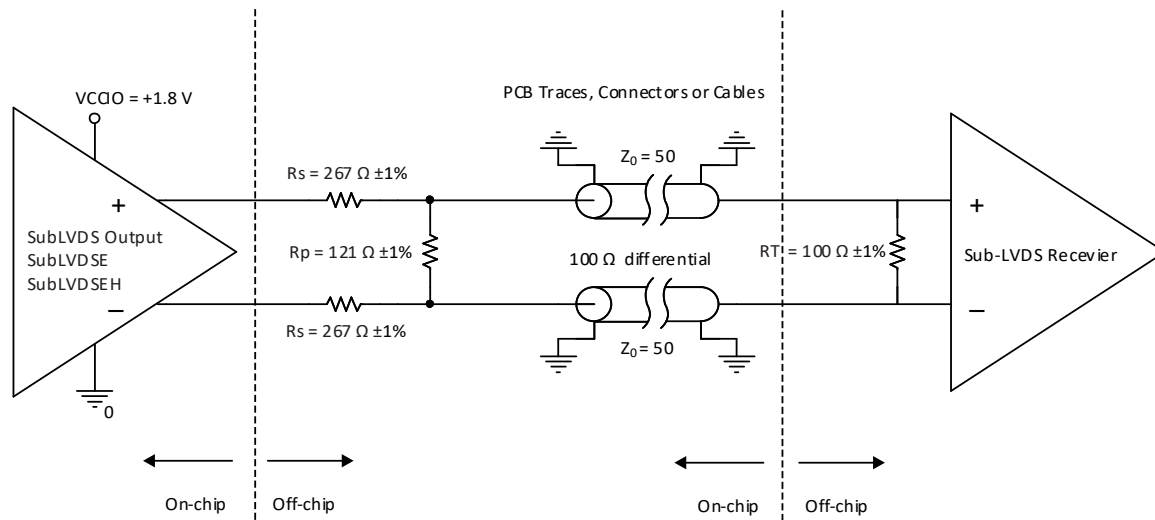 VCCIO = +1.8 V
PCB Traces, Connectors or Cables
Z0 = 50
Rs = 267 Ω ±1%
+
+
SubLVDS Output
SubLVDSE
SubLVDSEH
Rp = 121 Ω ±1%
100 Ω differential
RT = 100 Ω ±1%
Sub-LVDS Recevier
−
−
Rs = 267 Ω ±1%
Z0 = 50
0
On-chip
Off-chip
On-chip
Off-chip